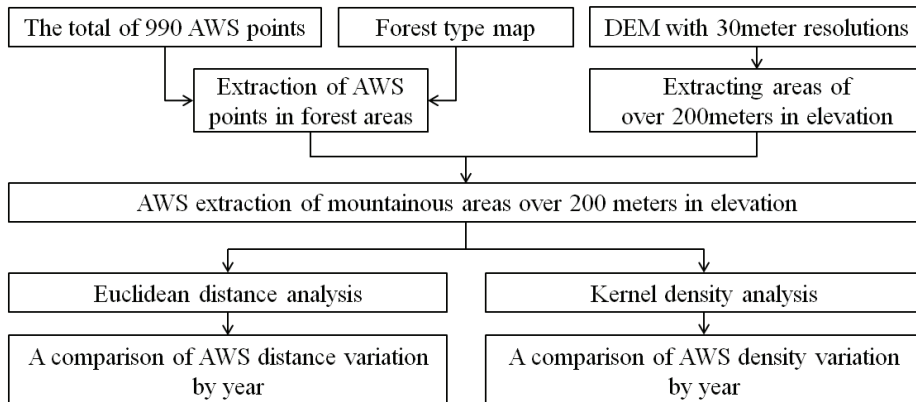 The total of 990 AWS points
Forest type map
DEM with 30meter resolutions
Extraction of AWS
points in forest areas
Extracting areas of
over 200meters in elevation
AWS extraction of mountainous areas over 200 meters in elevation
Euclidean distance analysis
Kernel density analysis
A comparison of AWS distance variation
by year
A comparison of AWS density variation
by year